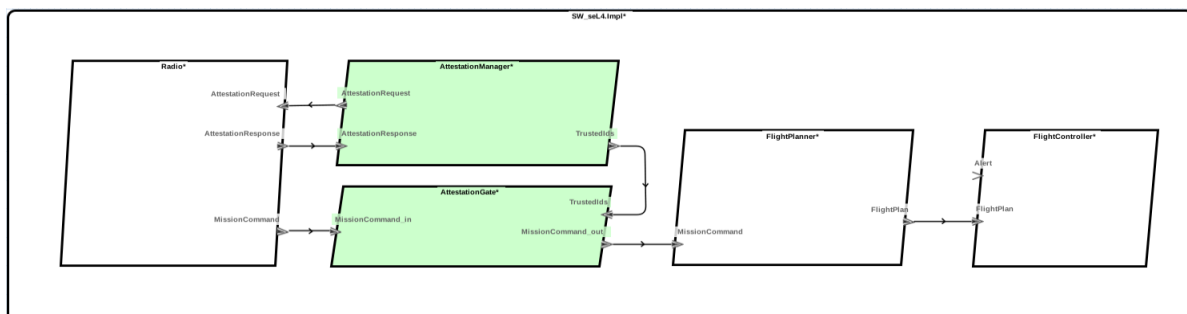 SW_seL4.Impl*
Radio*
AttestationManager*
AttestationRequest
AttestationRequest
AttestationResponse
AttestationResponse
TrustedIds
FlightPlanner*
FlightController*
Alert
AttestationGate*
TrustedIds
MissionCommand
MissionCommand_in
MissionCommand_out
MissionCommand
FlightPlan
FlightPlan